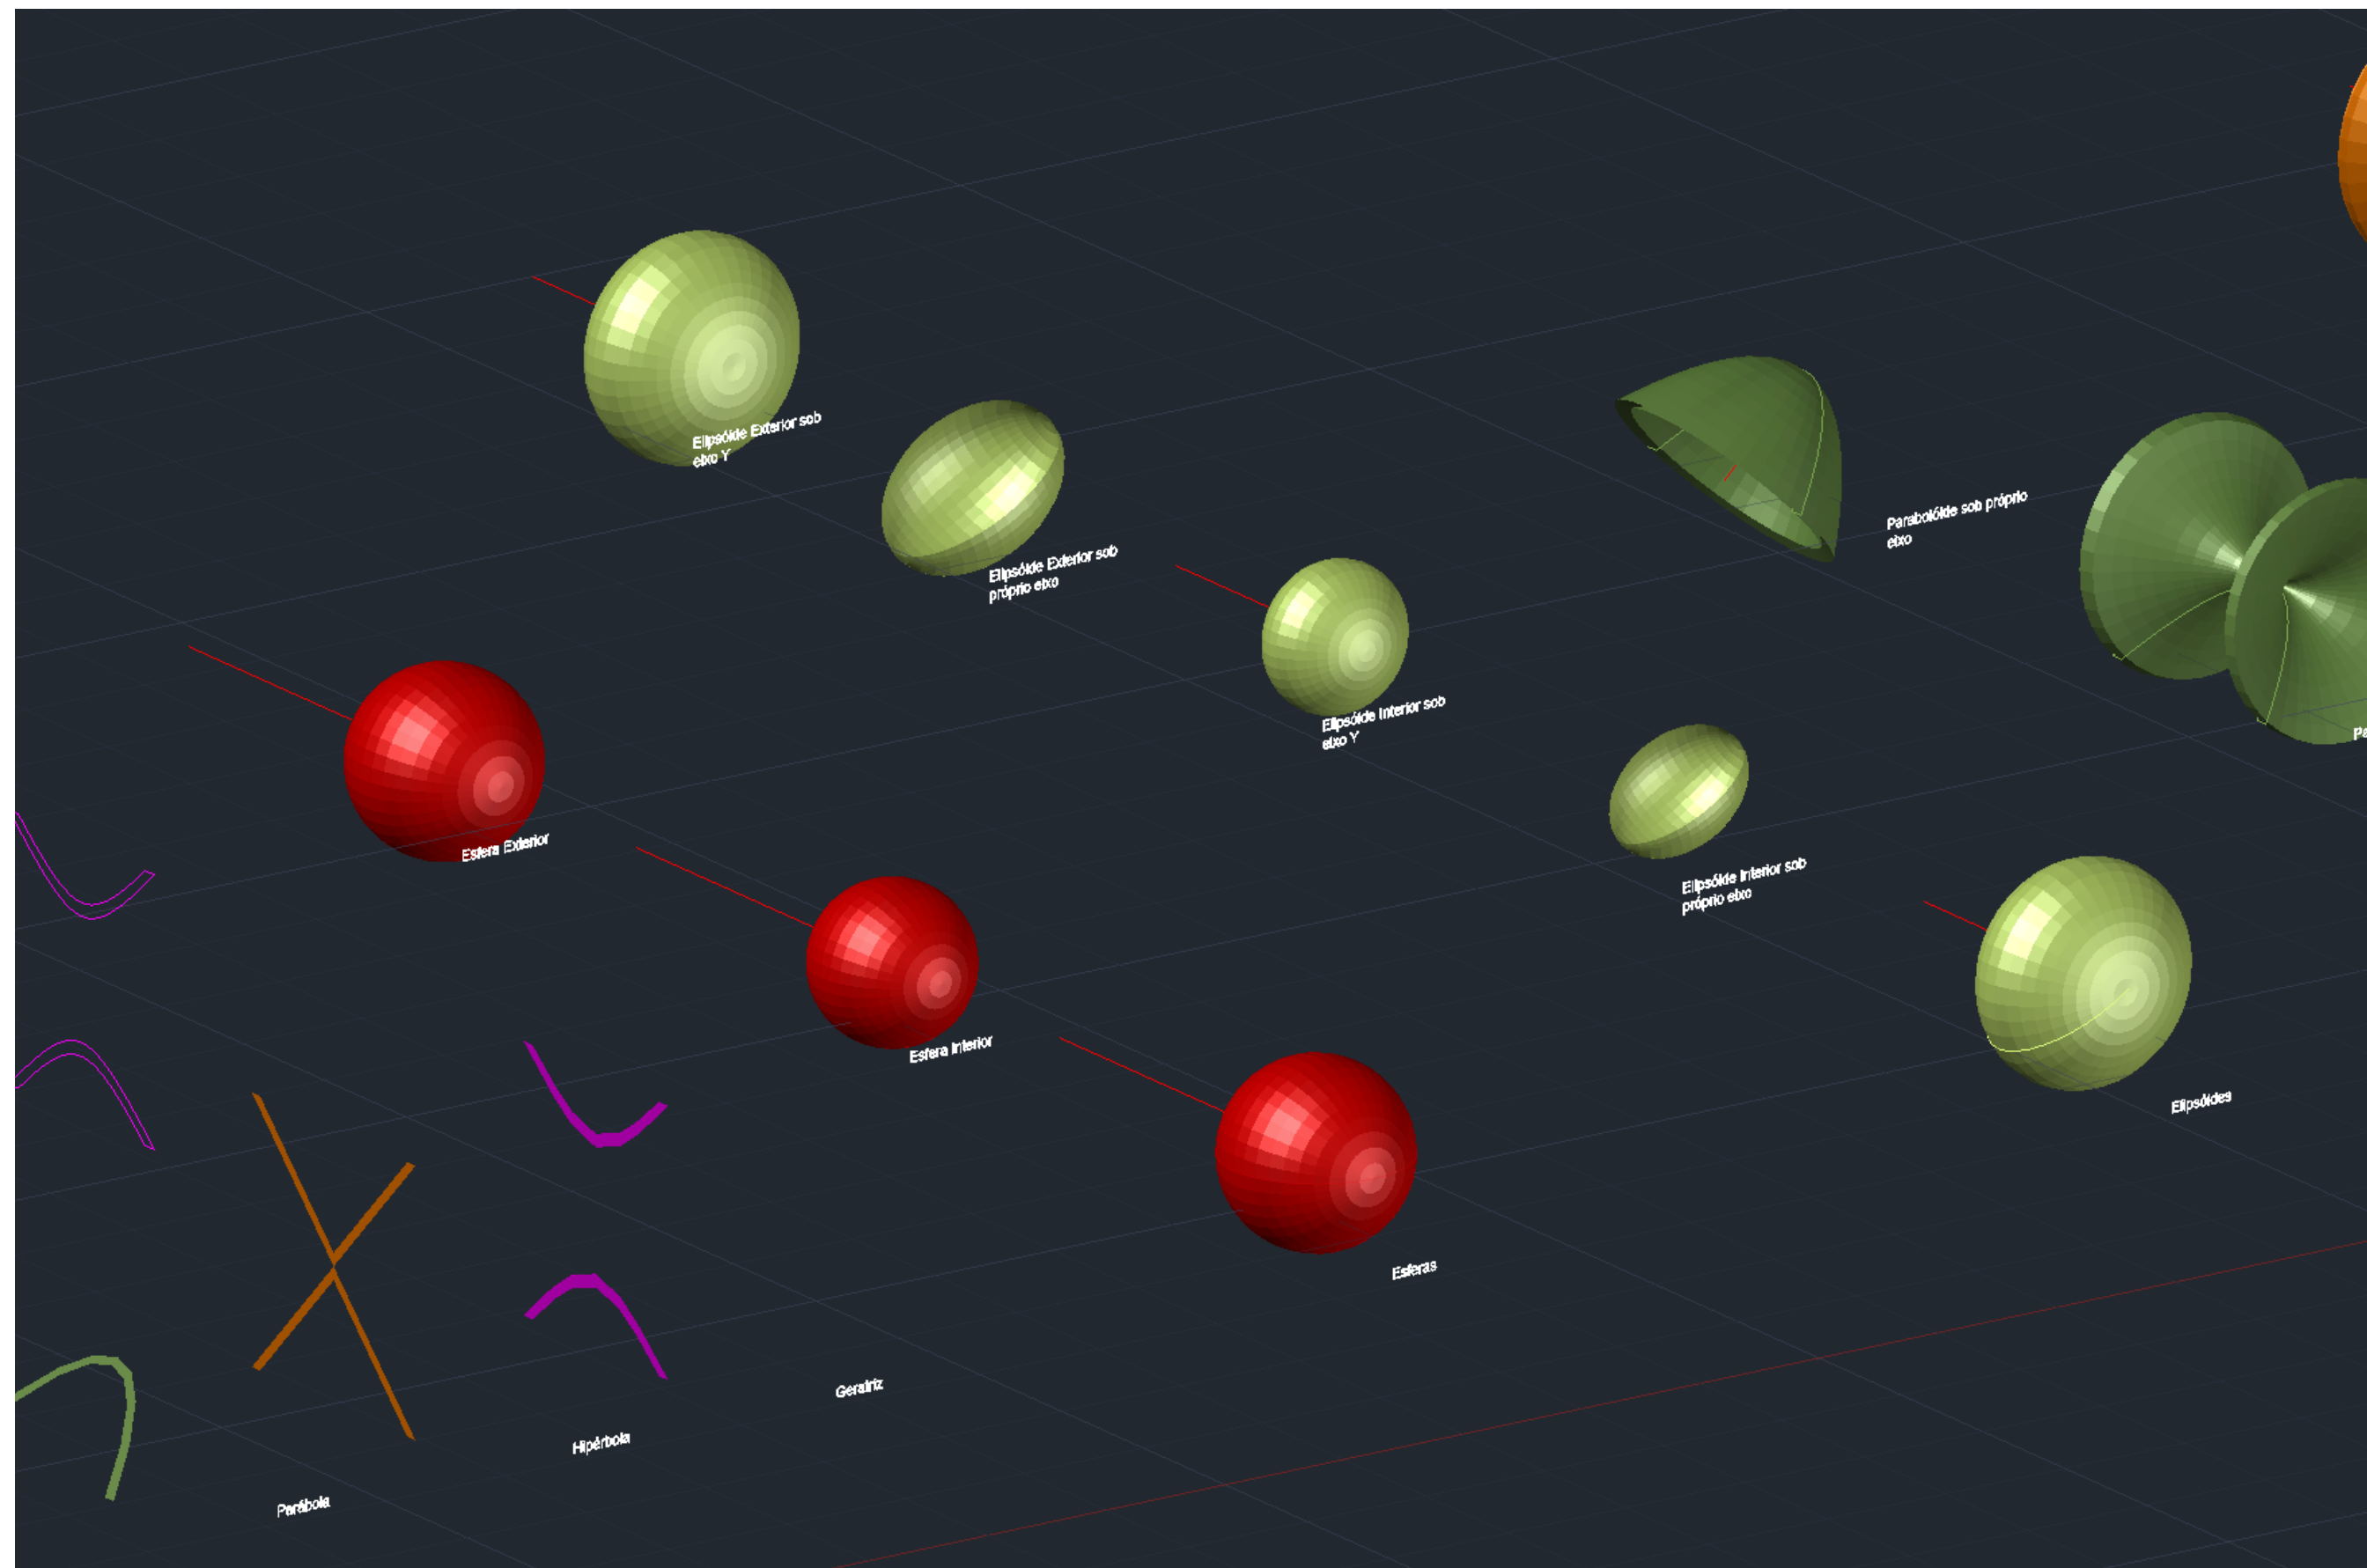 Elipsóide Exterior sob
eixo Y
Elipsóide Exterior sob
próprio eixo
Parabolóide sob próprio
eixo
Elipsóide Interior sob
eixo Y
Esfera Exterior
Elipsóide Interior sob
próprio eixo
Esfera Interior
Elipsóides
Esferas
Geratriz
Hipérbola
Parábola